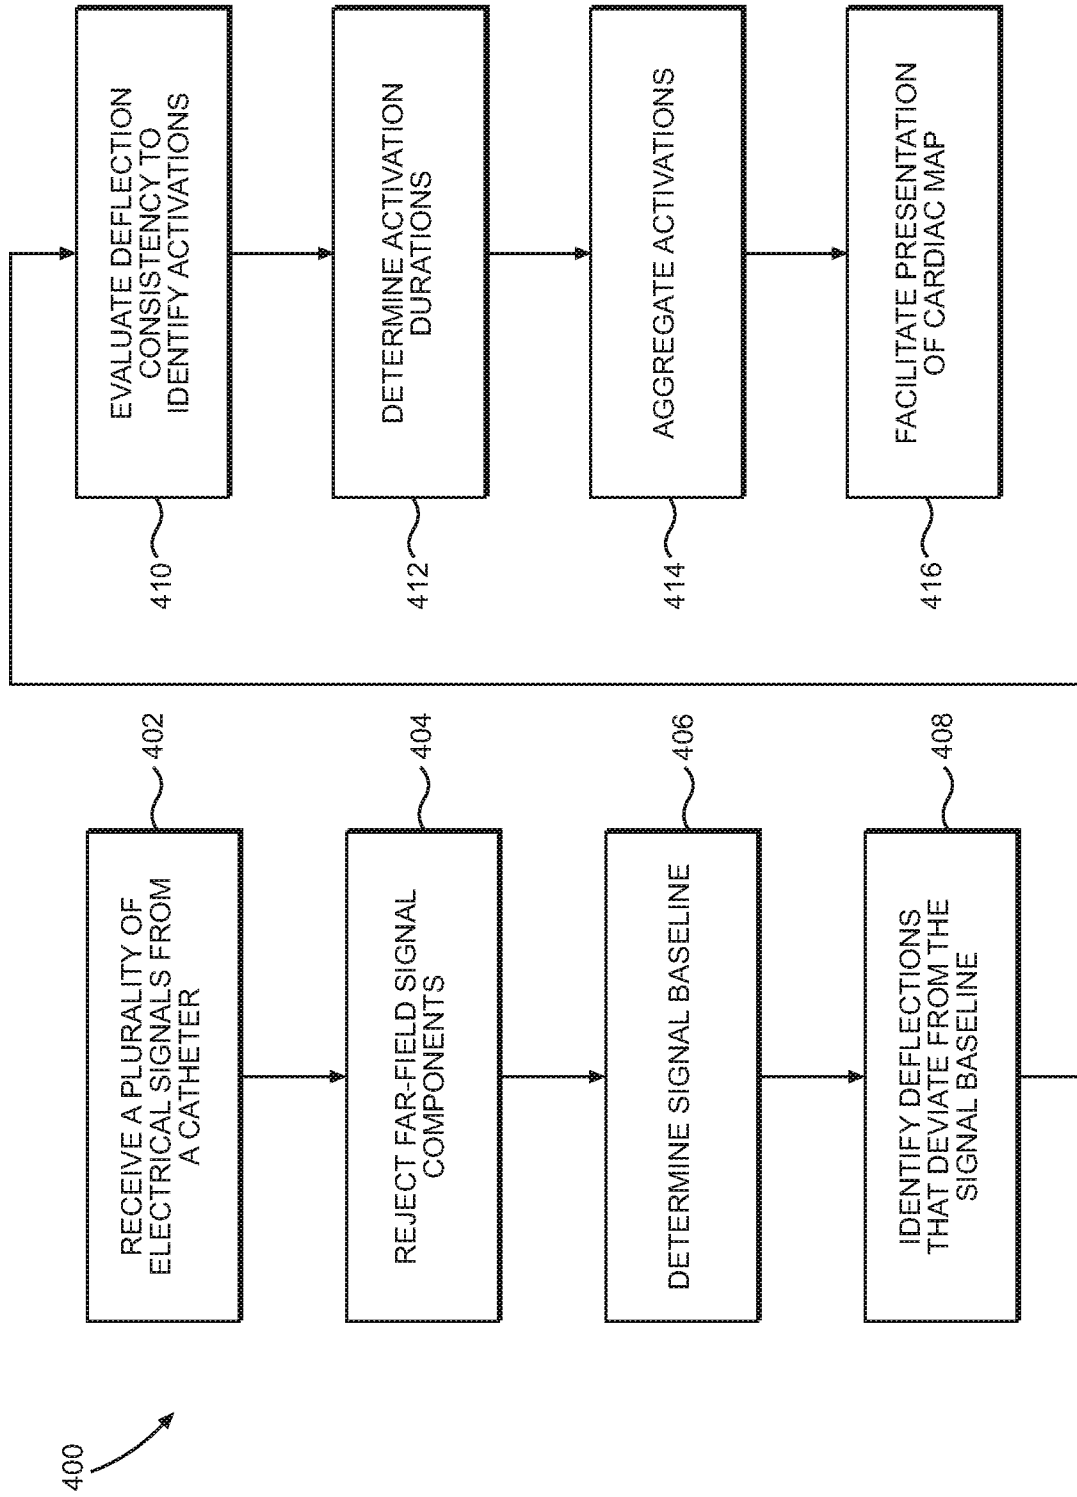 400
RECEIVE A PLURALITY OF
ELECTRICAL SIGNALS FROM
A CATHETER
402
REJECT FAR-FIELD SIGNAL
COMPONENTS
404
DETERMINE SIGNAL BASELINE
406
IDENTIFY DEFLECTIONS
THAT DEVIATE FROM THE
SIGNAL BASELINE
408
410
EVALUATE DEFLECTION
CONSISTENCY TO
IDENTIFY ACTIVATIONS
412
DETERMINE ACTIVATION
DURATIONS
414
AGGREGATE ACTIVATIONS
416
FACILITATE PRESENTATION
OF CARDIAC MAP